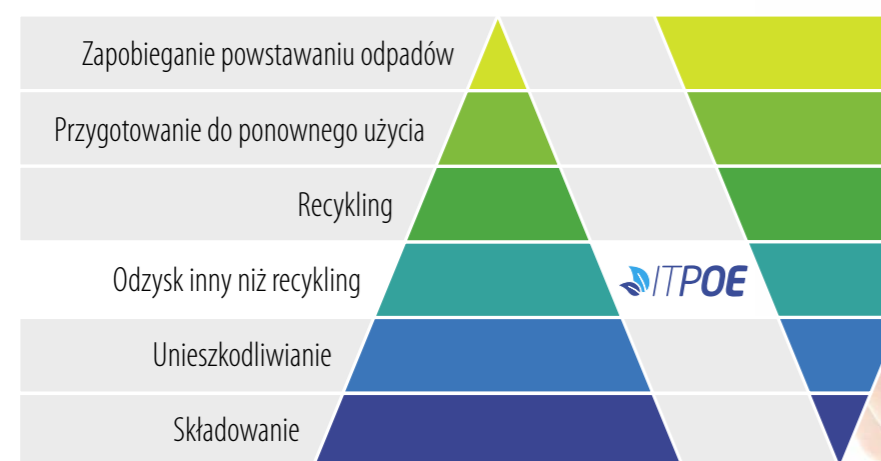 Zapobieganie powstawaniu odpadów
Przygotowanie do ponownego użycia
Recykling
Odzysk inny niż recykling
ITPOE
Unieszkodliwianie
Składowanie